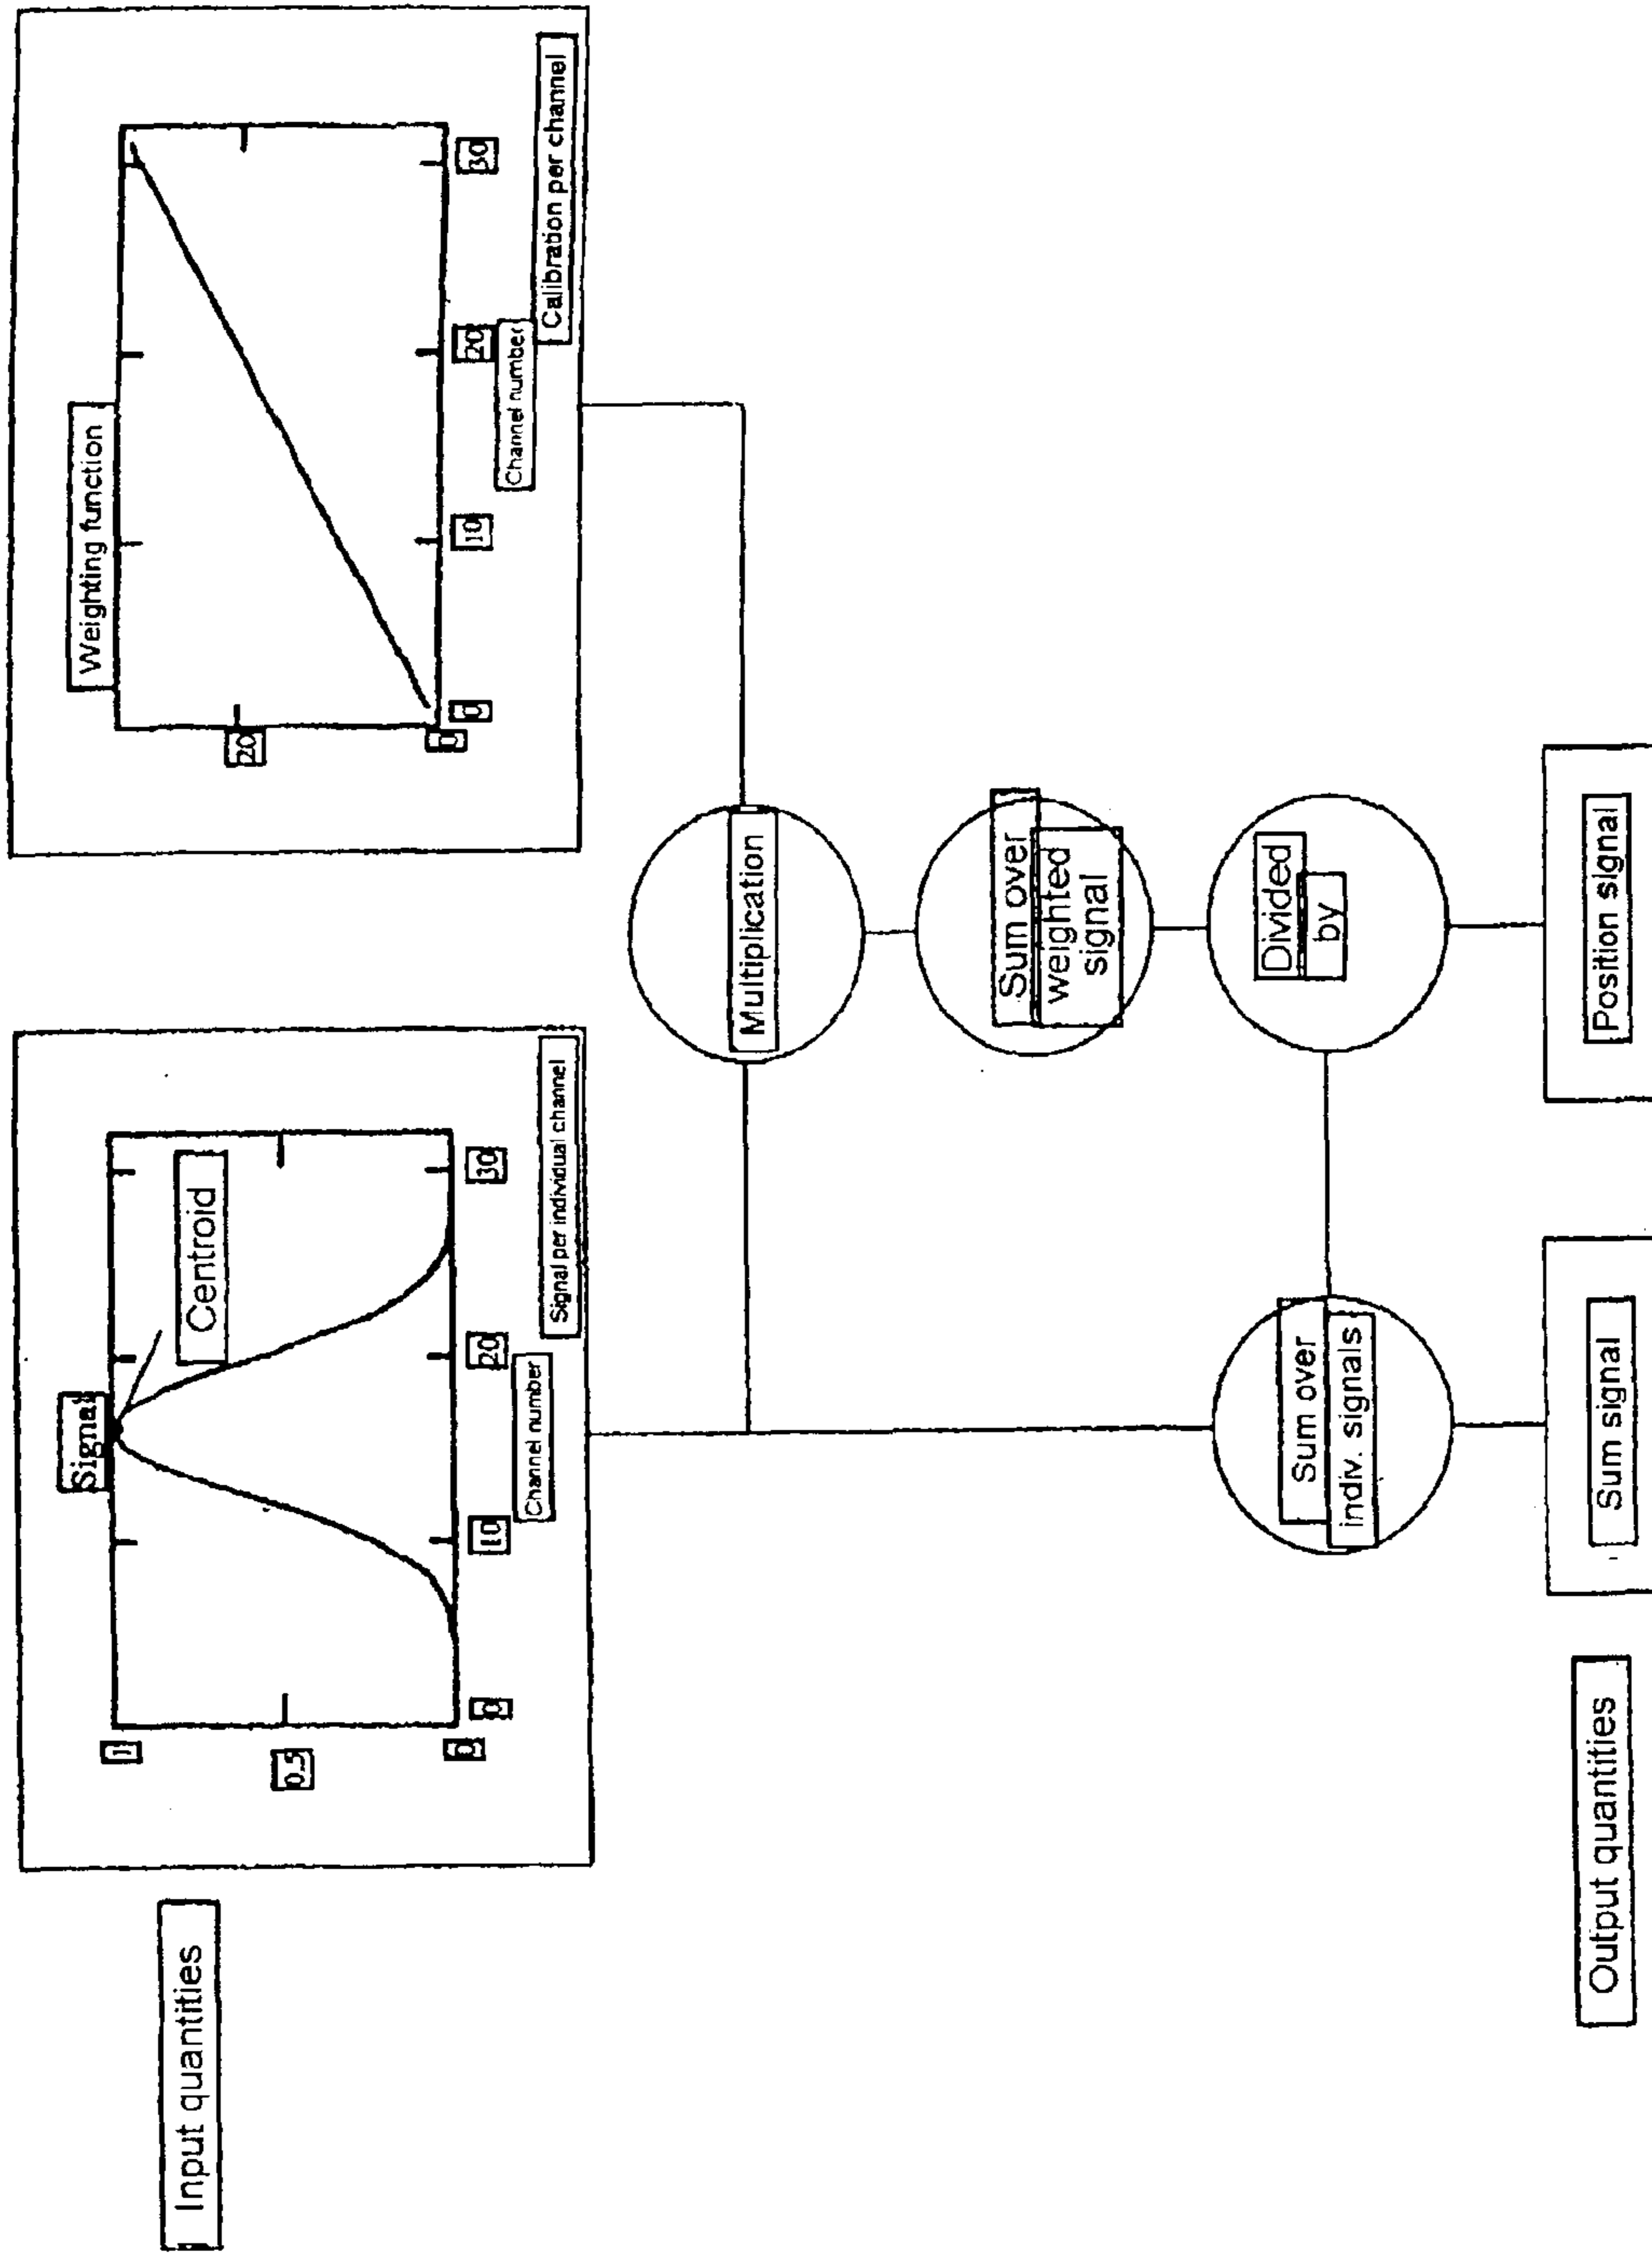 Input quantities
Signal
Centroid
1
0.5
0
0
10
20
30
Channel number
Signal per individual channel
Weighting function
20
0
0
10
20
30
Channel number
Calibration per channel
Multiplication
Sum over
weighted
signal
Sum over
indiv. signals
Divided
by
Output quantities
Sum signal
Position signal